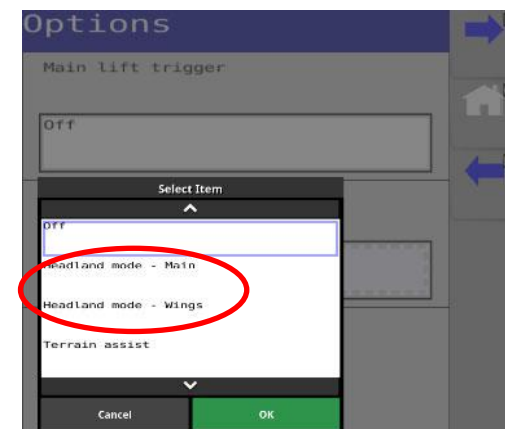 Options
Main lift trigger
Off
Select Item
Off
Headland mode - Main
Headland mode - Wings
Terrain assist
Cancel
OK